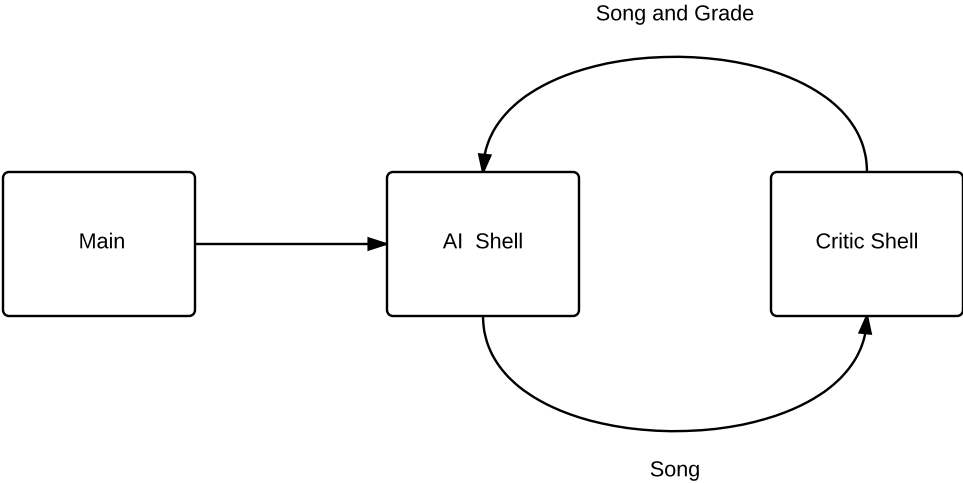 Song and Grade
Main
AI Shell
Critic Shell
Song